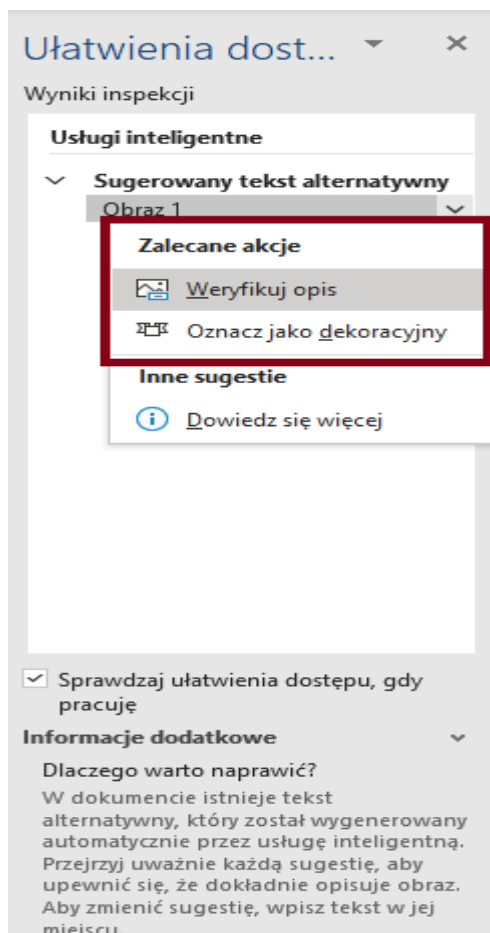 Ułatwienia dost...
Wyniki inspekcji
Usługi inteligentne
Sugerowany tekst alternatywny
Obraz 1
Zalecane akcje
Weryfikuj opis
Oznacz jako dekoracyjny
Inne sugestie
Dowiedz się więcej
Sprawdzaj ułatwienia dostępu, gdy
pracuję
Informacje dodatkowe
Dlaczego warto naprawić?
W dokumencie istnieje tekst
alternatywny, który został wygenerowany
automatycznie przez usługę inteligentną.
Przejrzyj uważnie każdą sugestię, aby
upewnić się, że dokładnie opisuje obraz.
Aby zmienić sugestię, wpisz tekst w jej
miejscu.